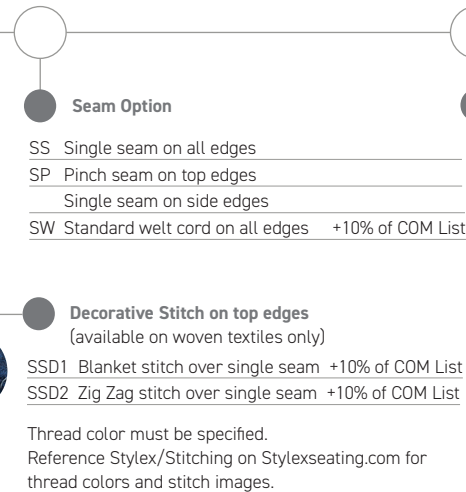 Seam Option
SS Single seam on all edges
SP Pinch seam on top edges
Single seam on side edges
SW Standard welt cord on all edges +10% of COM List
Decorative Stitch on top edges
(available on woven textiles only)
SSD1 Blanket stitch over single seam +10% of COM List
SSD2 Zig Zag stitch over single seam +10% of COM List
Thread color must be specified.
Reference Stylex/Stitching on Stylexseating.com for
thread colors and stitch images.